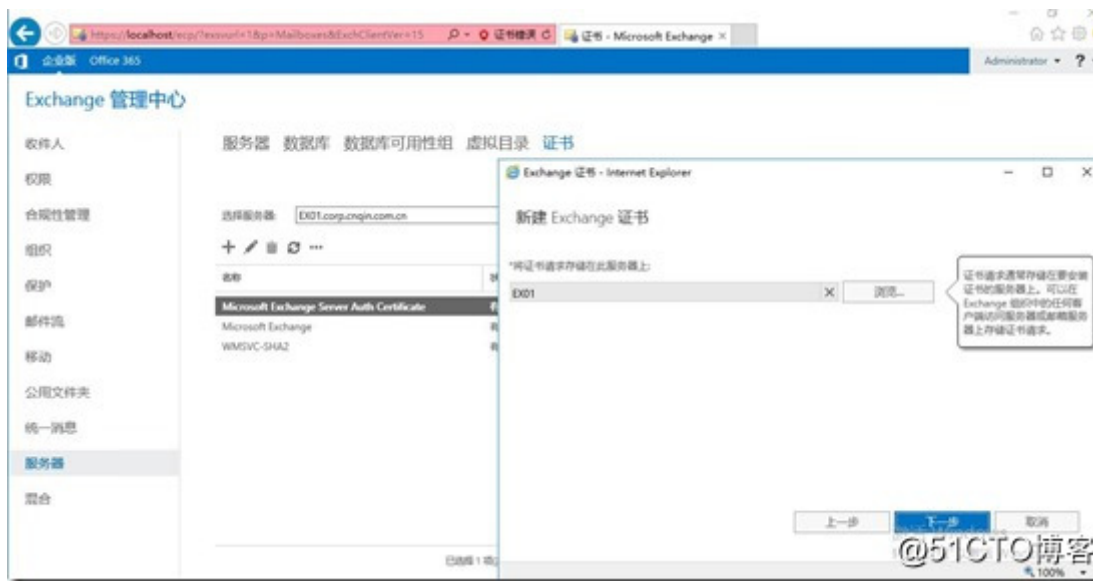 https://localhost/ecp/?exsvurl=1&p=Mailboxes&ExchClientVer=15
证书错误
证书 - Microsoft Exchange
企业版 Office 365
Administrator
?
Exchange 管理中心
收件人
权限
合规性管理
组织
保护
邮件流
移动
公用文件夹
统一消息
服务器
混合
服务器 数据库 数据库可用性组 虚拟目录 证书
选择服务器:
EX01.corp.cnqin.com.cn
名称
Microsoft Exchange Server Auth Certificate
Microsoft Exchange
WMSVC-SHA2
已选择 1 项
Exchange 证书 - Internet Explorer
新建 Exchange 证书
*将证书请求存储在此服务器上:
EX01
浏览...
证书请求通常存储在要安装
证书的服务器上。可以在
Exchange 组织中的任何客
户端访问服务器或邮箱服务
器上存储证书请求。
上一步
下一步
取消
@51CTO博客
100%